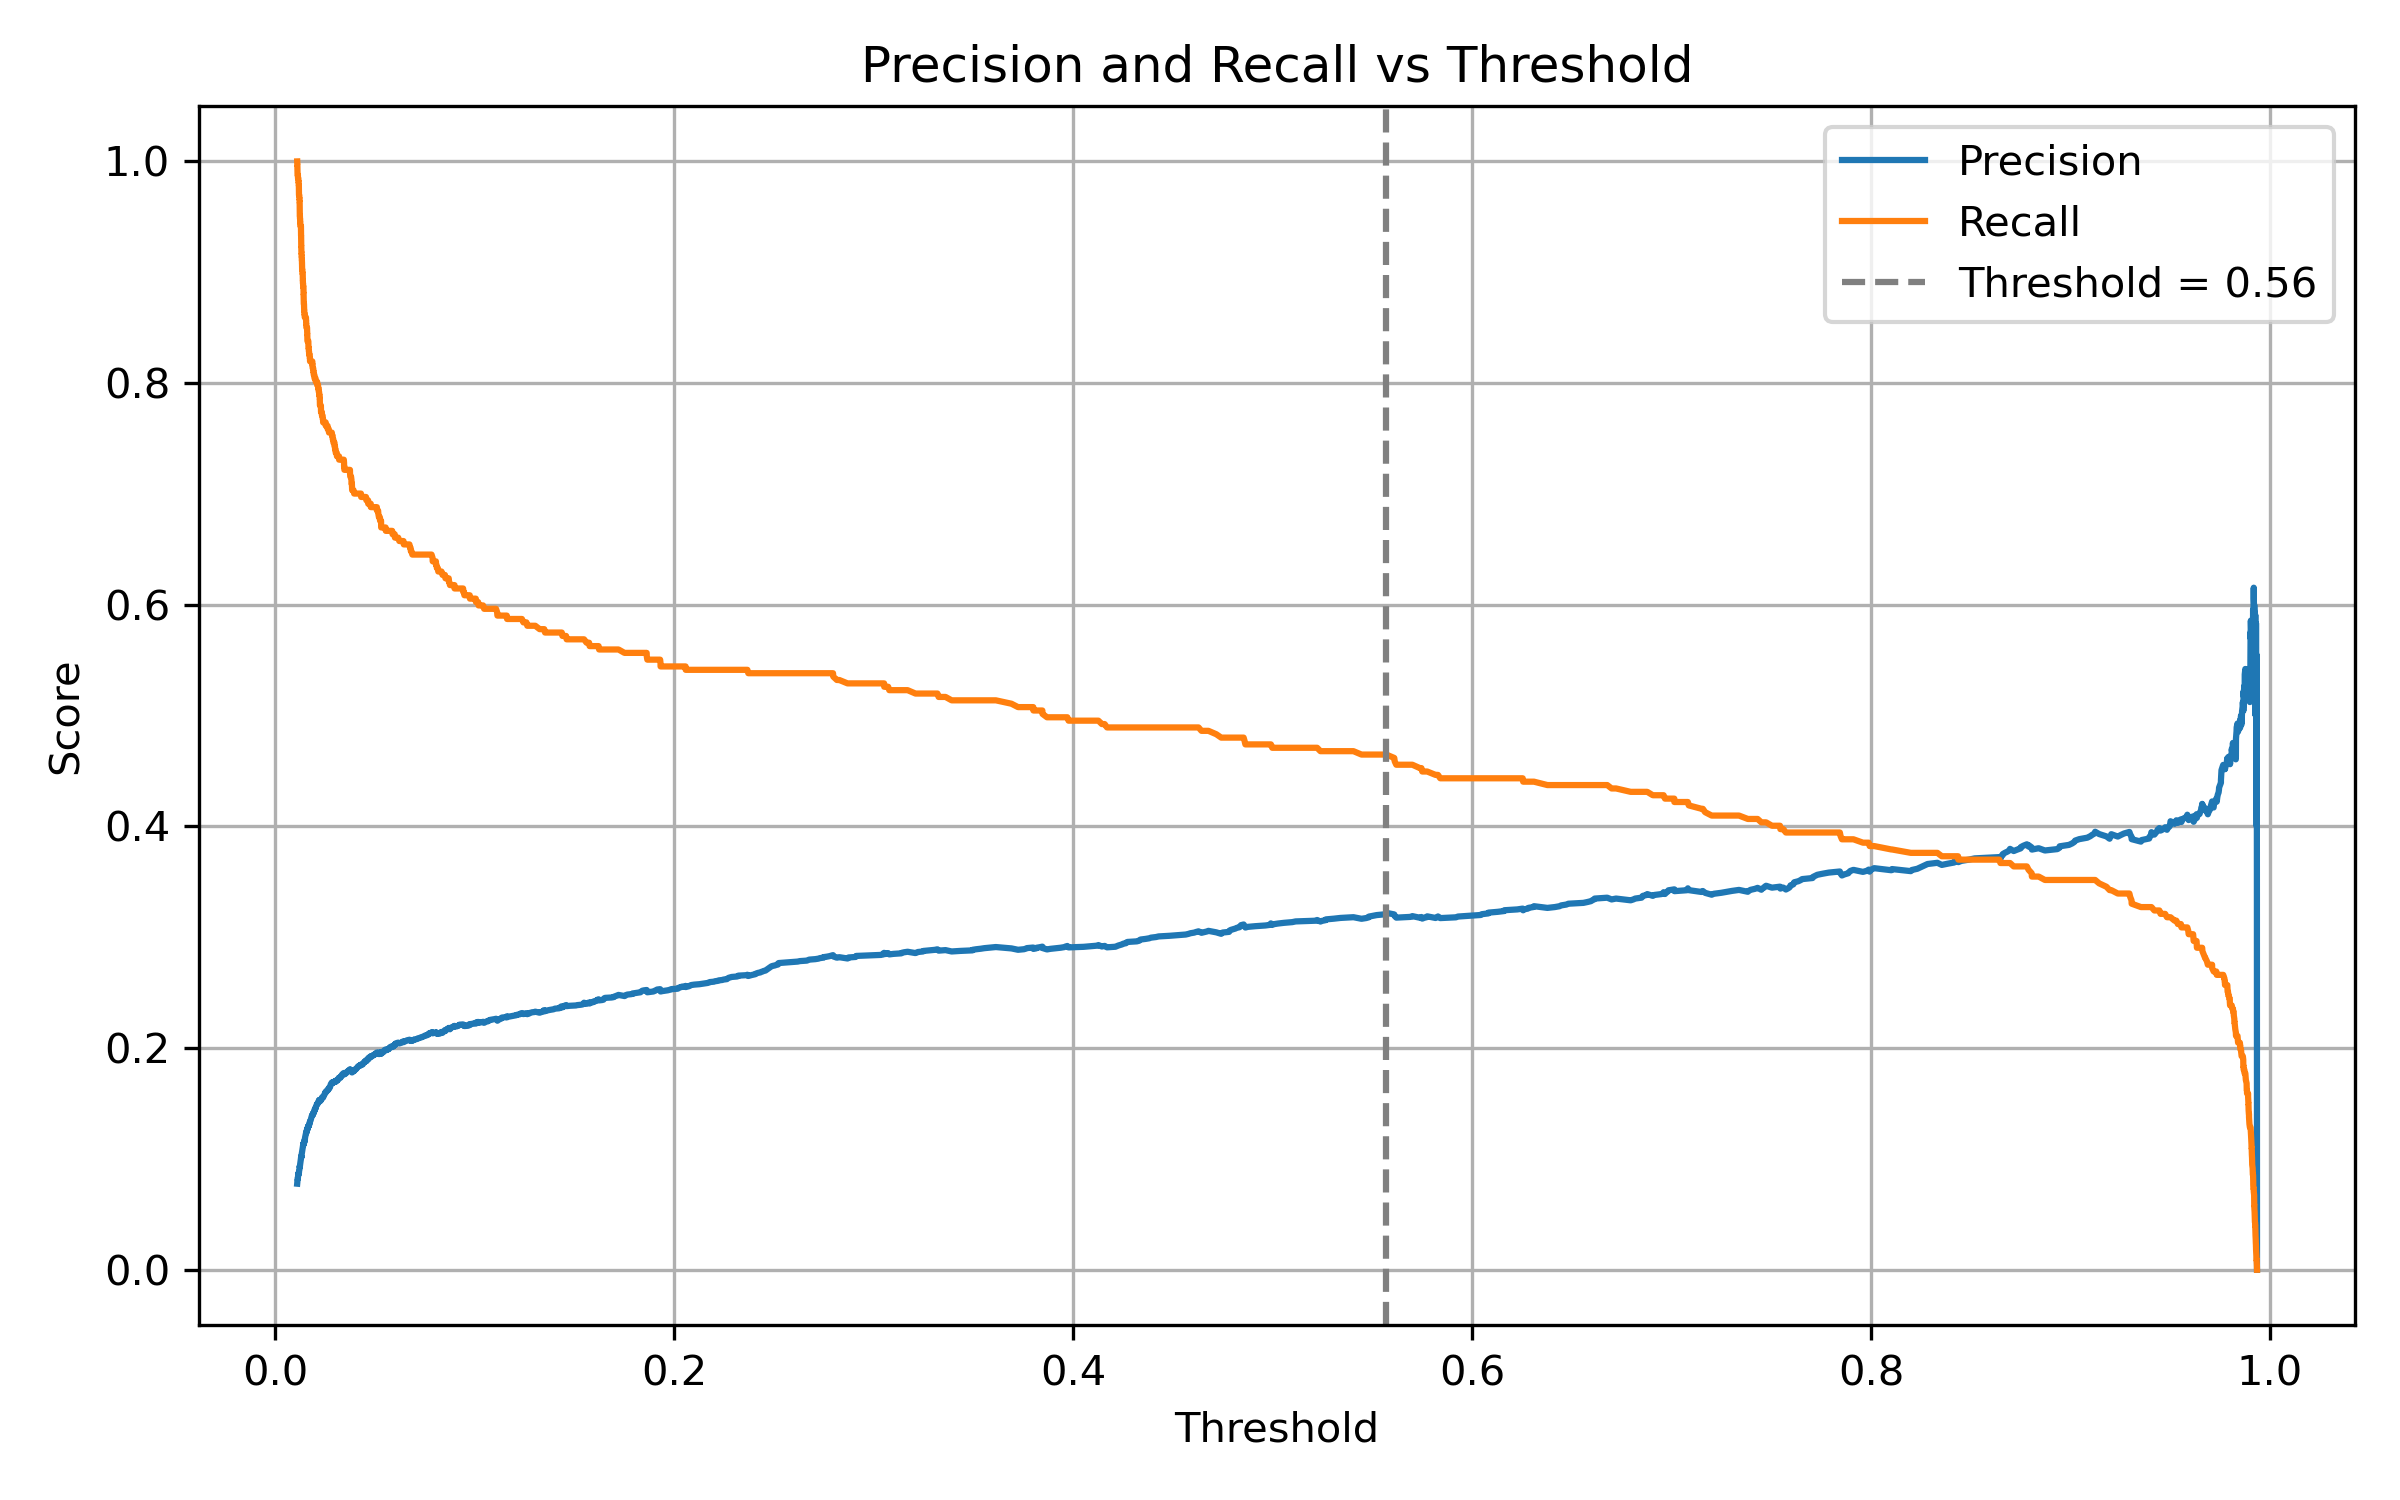 Precision and Recall vs Threshold
Precision
Recall
Threshold = 0.56
Score
1.0
0.8
0.6
0.4
0.2
0.0
0.0 0.2 0.4 0.6 0.8 1.0
Threshold